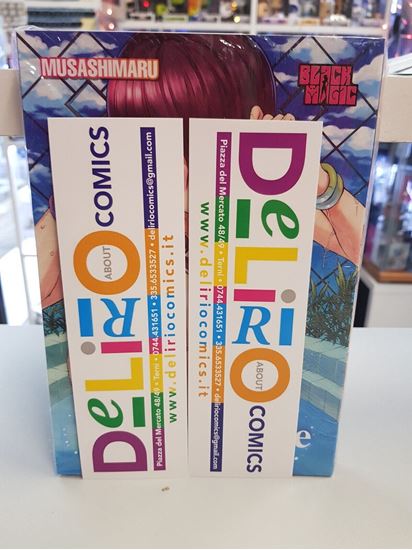 MUSASHIMARU
BLACK
MAGIC
DeLiRiO
ABOUT
COMICS
Piazza del Mercato 48/49 • Terni • 0744.431651 • 335.6533527 • deliriocomics@gmail.com
www.deliriocomics.it
DeLiRiO
ABOUT
COMICS
Piazza del Mercato 48/49 • Terni • 0744.431651 • 335.6533527 • deliriocomics@gmail.com
www.deliriocomics.it
e